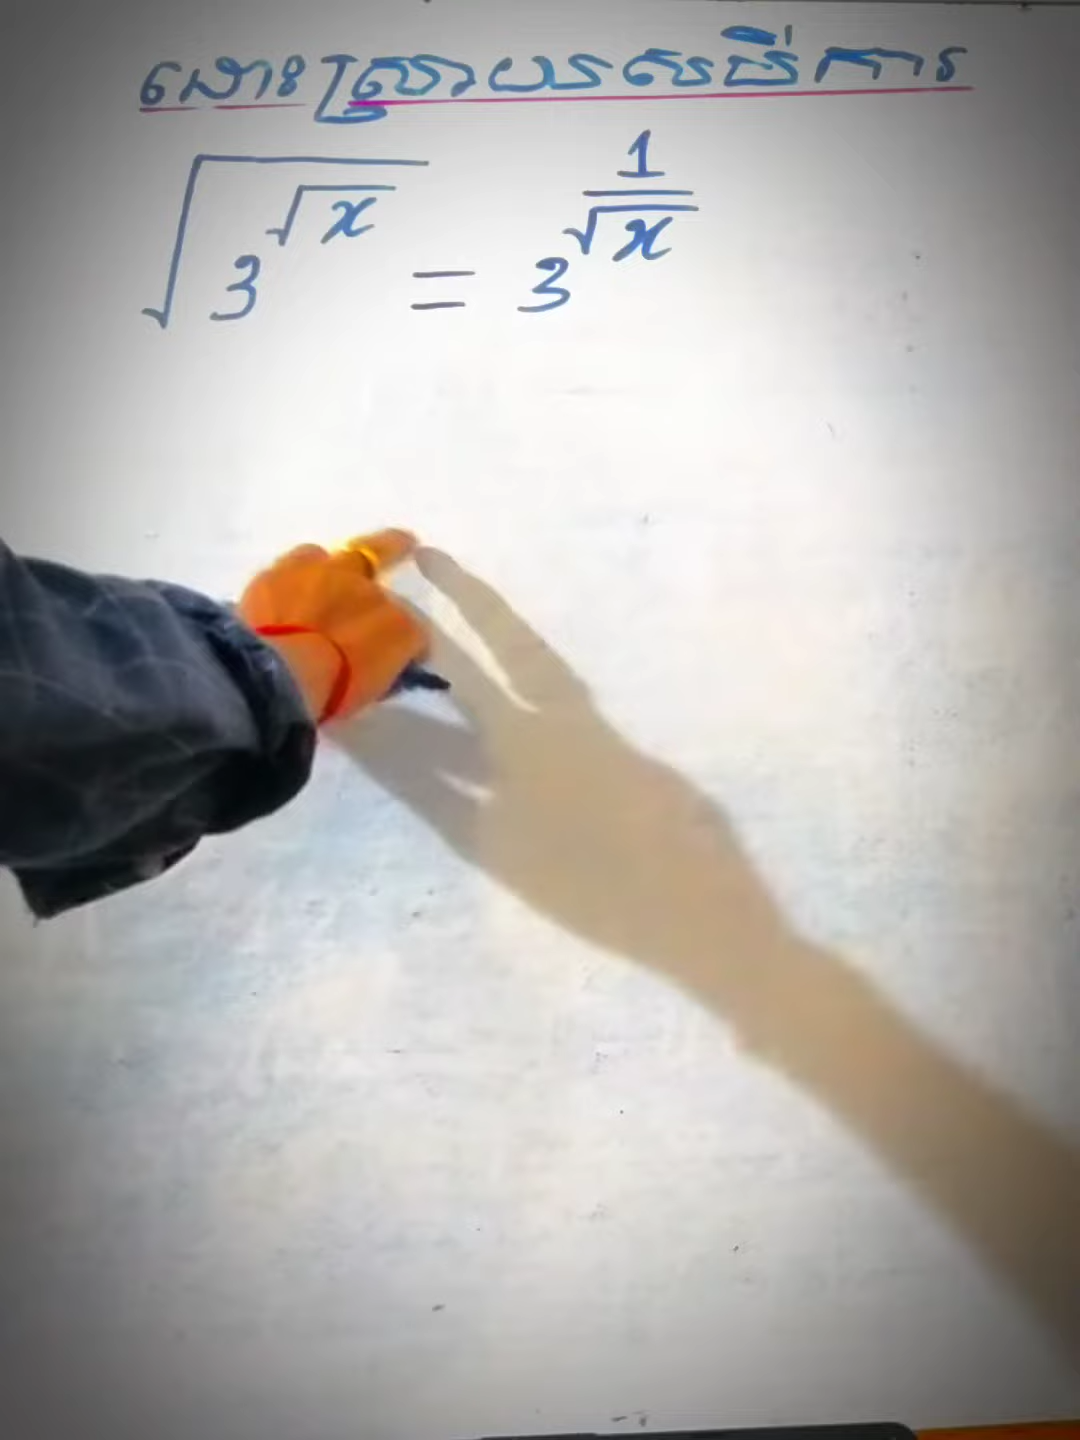 ដោះស្រាយសមីការ
√(3^√x) = 3^(1/√x)